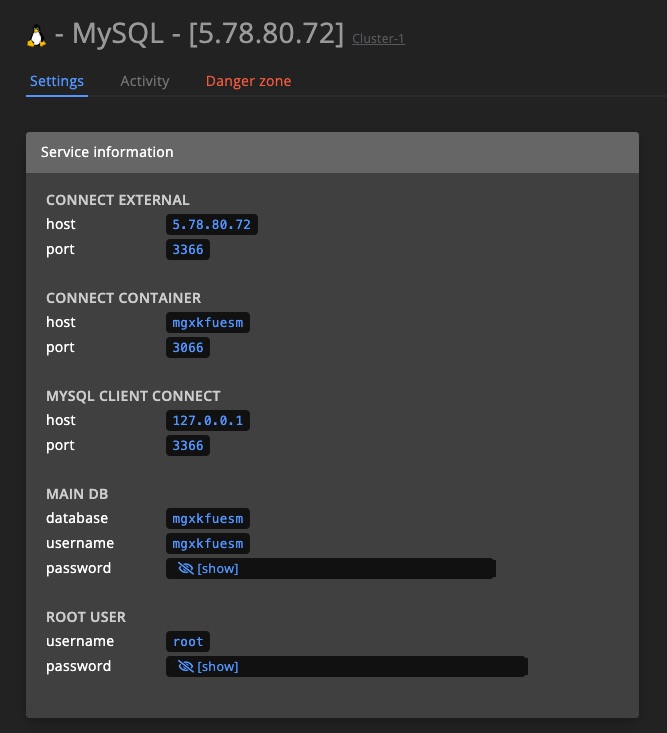 - MySQL - [5.78.80.72] Cluster-1
Settings Activity Danger zone
Service information
CONNECT EXTERNAL
host 5.78.80.72
port 3366
CONNECT CONTAINER
host mgxkfuesm
port 3066
MYSQL CLIENT CONNECT
host 127.0.0.1
port 3366
MAIN DB
database mgxkfuesm
username mgxkfuesm
password [show]
ROOT USER
username root
password [show]